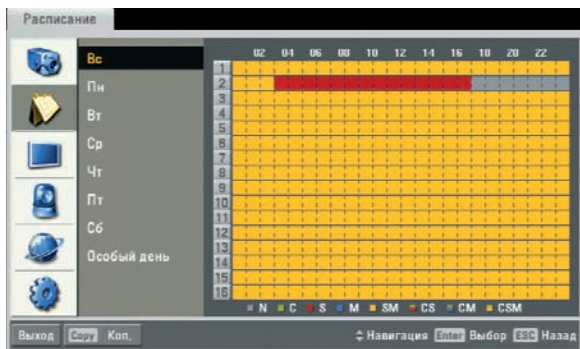 Расписание
02 04 06 08 10 12 14 16 18 20 22
Вс
Пн
Вт
Ср
Чт
Пт
Сб
Особый день
1
2
3
4
5
6
7
8
9
10
11
12
13
14
15
16
N C S M SM CS CM CSM
Выход Copy Коп. Навигация Enter Выбор ESC Назад